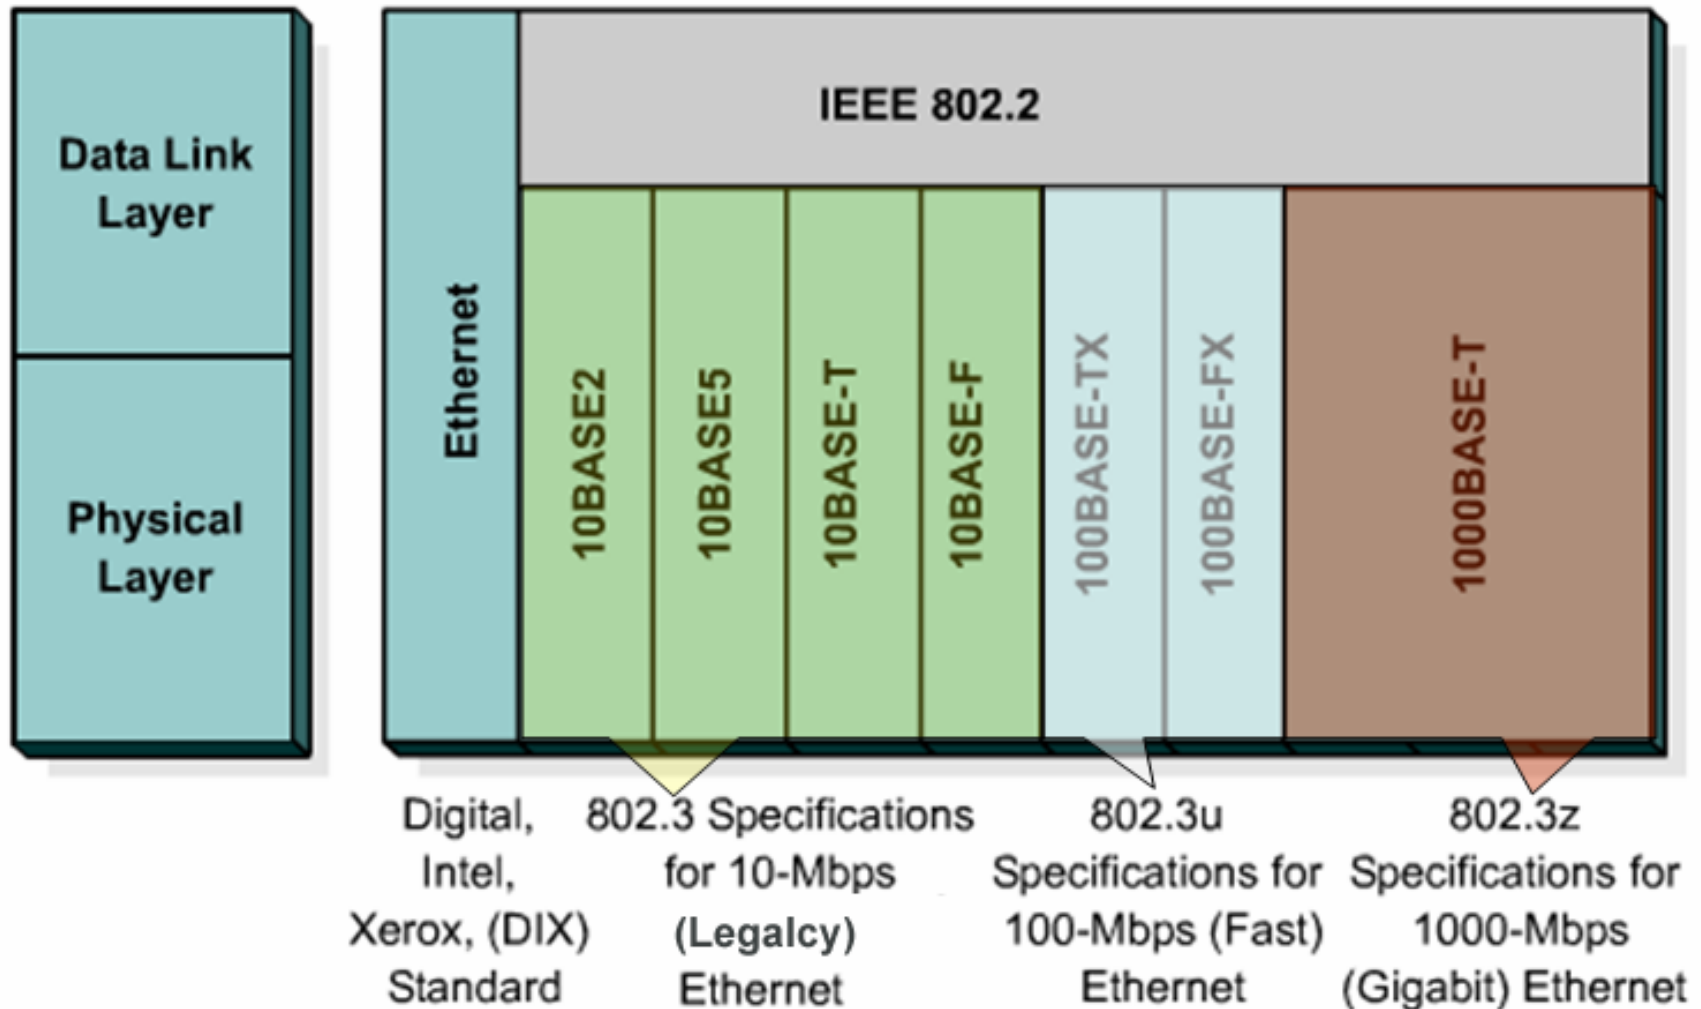 Data Link
Layer
Physical
Layer
Ethernet
IEEE 802.2
10BASE2
10BASE5
10BASE-T
10BASE-F
100BASE-TX
100BASE-FX
1000BASE-T
Digital,
Intel,
Xerox, (DIX)
Standard
802.3 Specifications
for 10-Mbps
(Legalcy)
Ethernet
802.3u
Specifications for
100-Mbps (Fast)
Ethernet
802.3z
Specifications for
1000-Mbps
(Gigabit) Ethernet